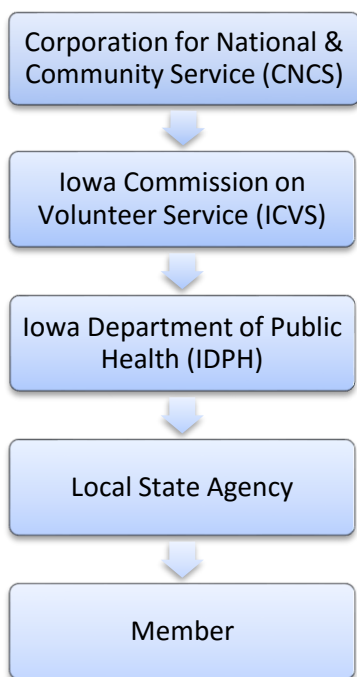 Corporation for National &
Community Service (CNCS)
Iowa Commission on
Volunteer Service (ICVS)
Iowa Department of Public
Health (IDPH)
Local State Agency
Member